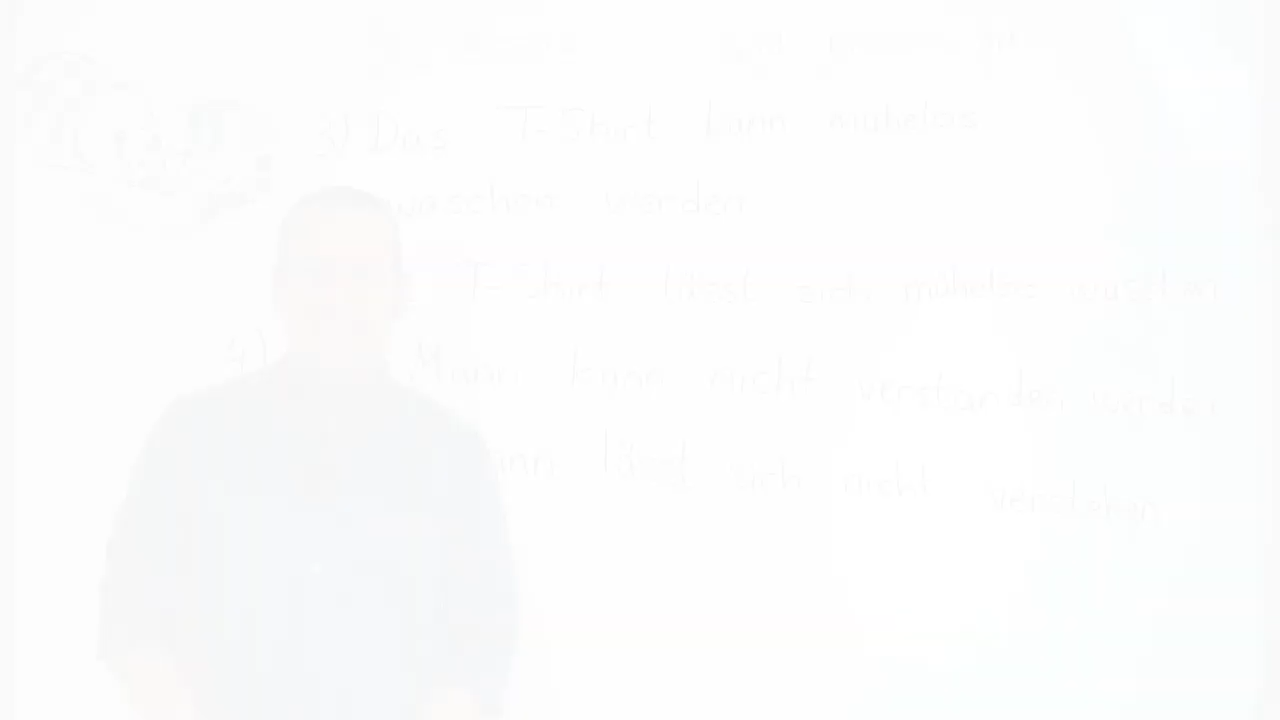 3) Das T-Shirt kann mühelos
waschen werden
T-Shirt lässt sich mühelos waschen
4) Mann kann nicht verstanden werden
lässt sich nicht verstehen